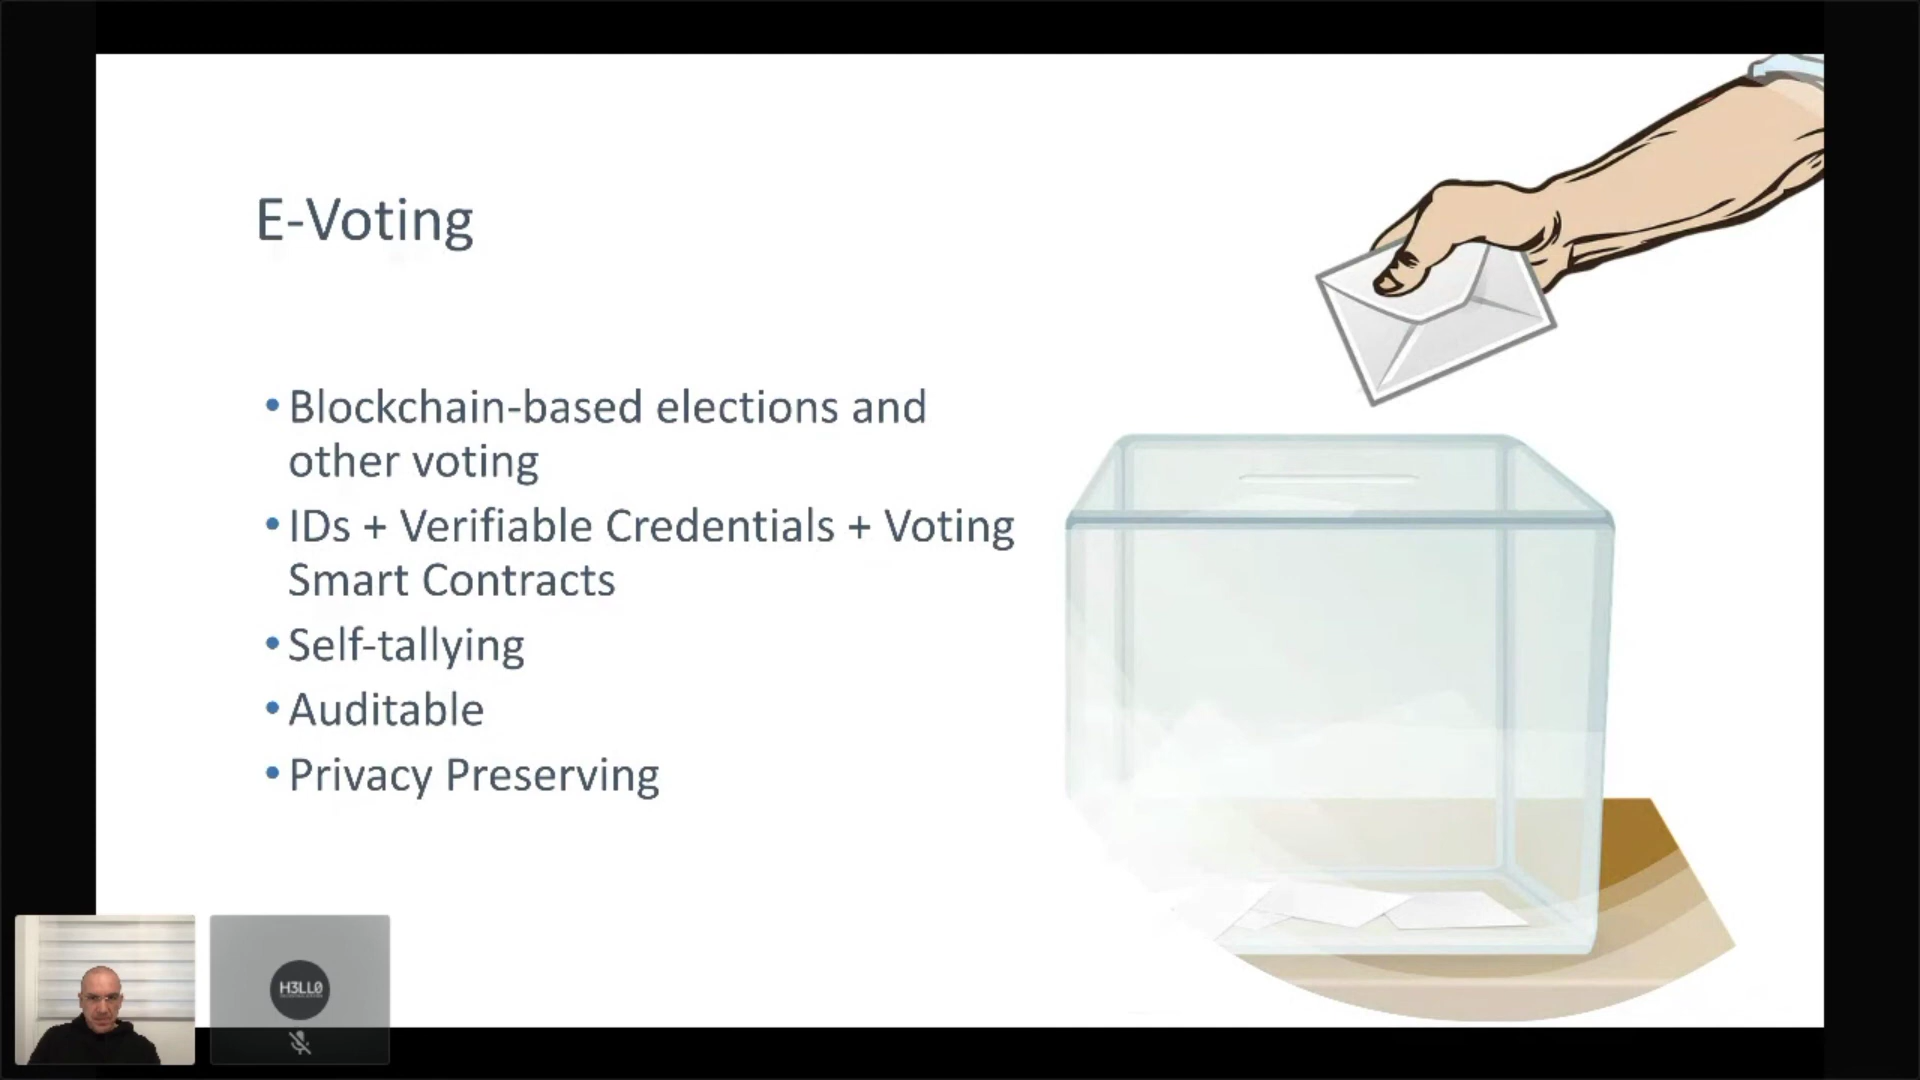 E-Voting
•Blockchain-based elections and
other voting
•IDs + Verifiable Credentials + Voting
Smart Contracts
•Self-tallying
•Auditable
•Privacy Preserving
H3LL0